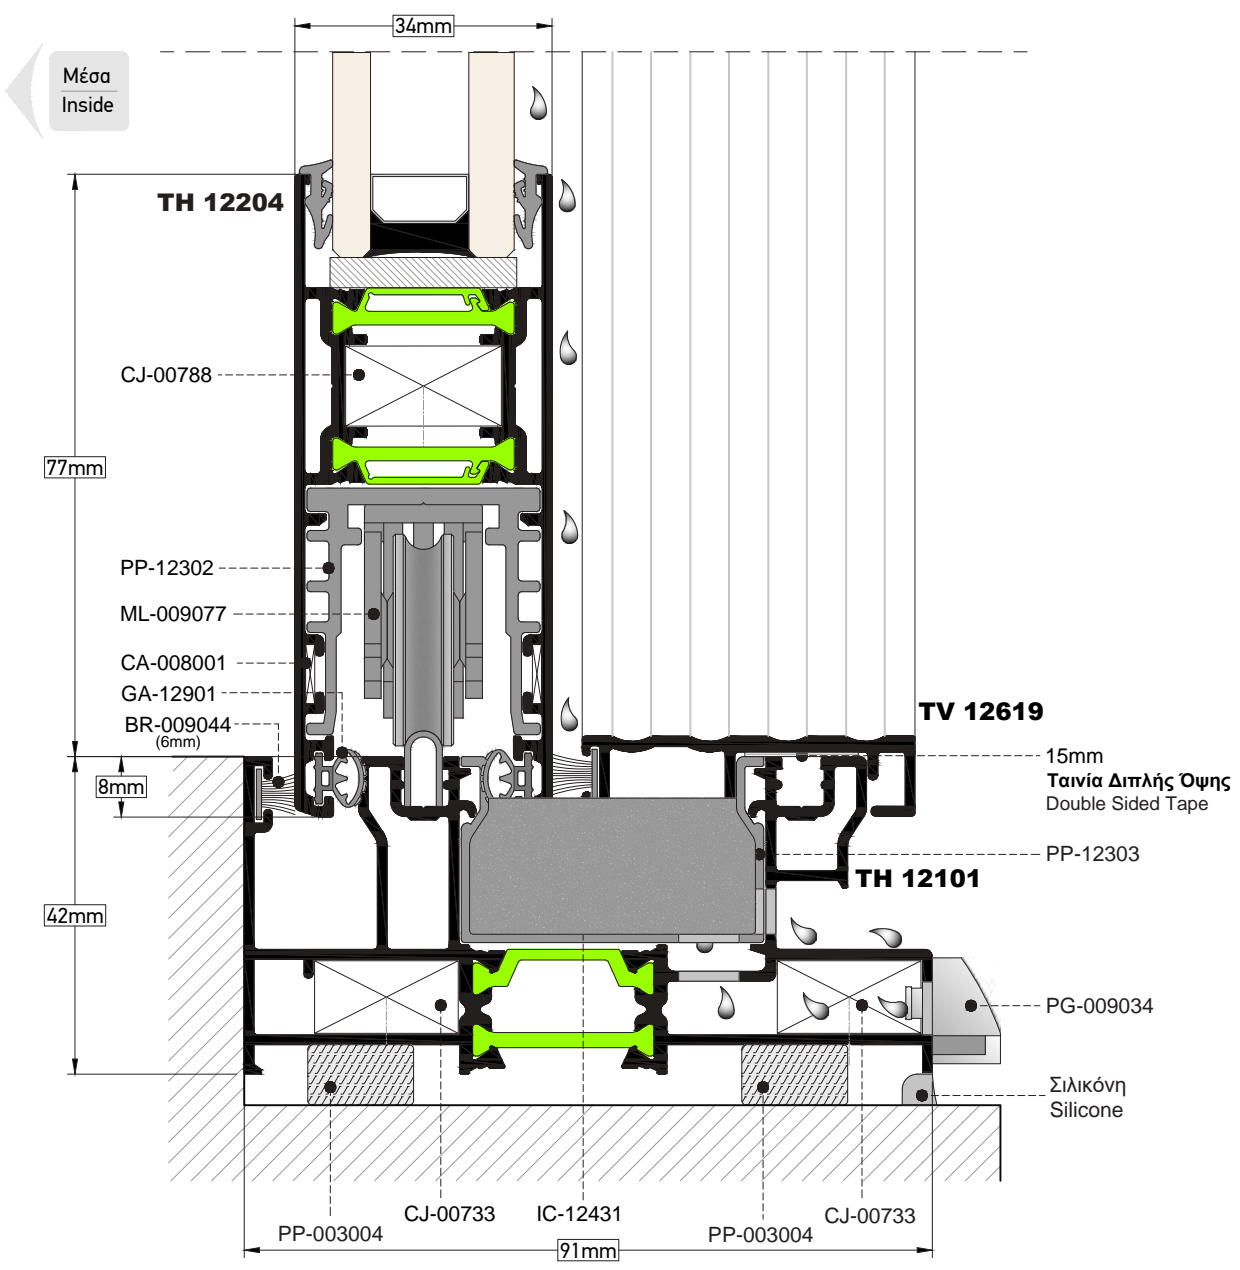 34mm
Μέσα
Inside
TH 12204
CJ-00788
77mm
PP-12302
ML-009077
CA-008001
GA-12901
BR-009044
(6mm)
8mm
TV 12619
15mm
Ταινία Διπλής Όψης
Double Sided Tape
PP-12303
TH 12101
42mm
PG-009034
Σιλικόνη
Silicone
PP-003004
CJ-00733
IC-12431
PP-003004
CJ-00733
91mm